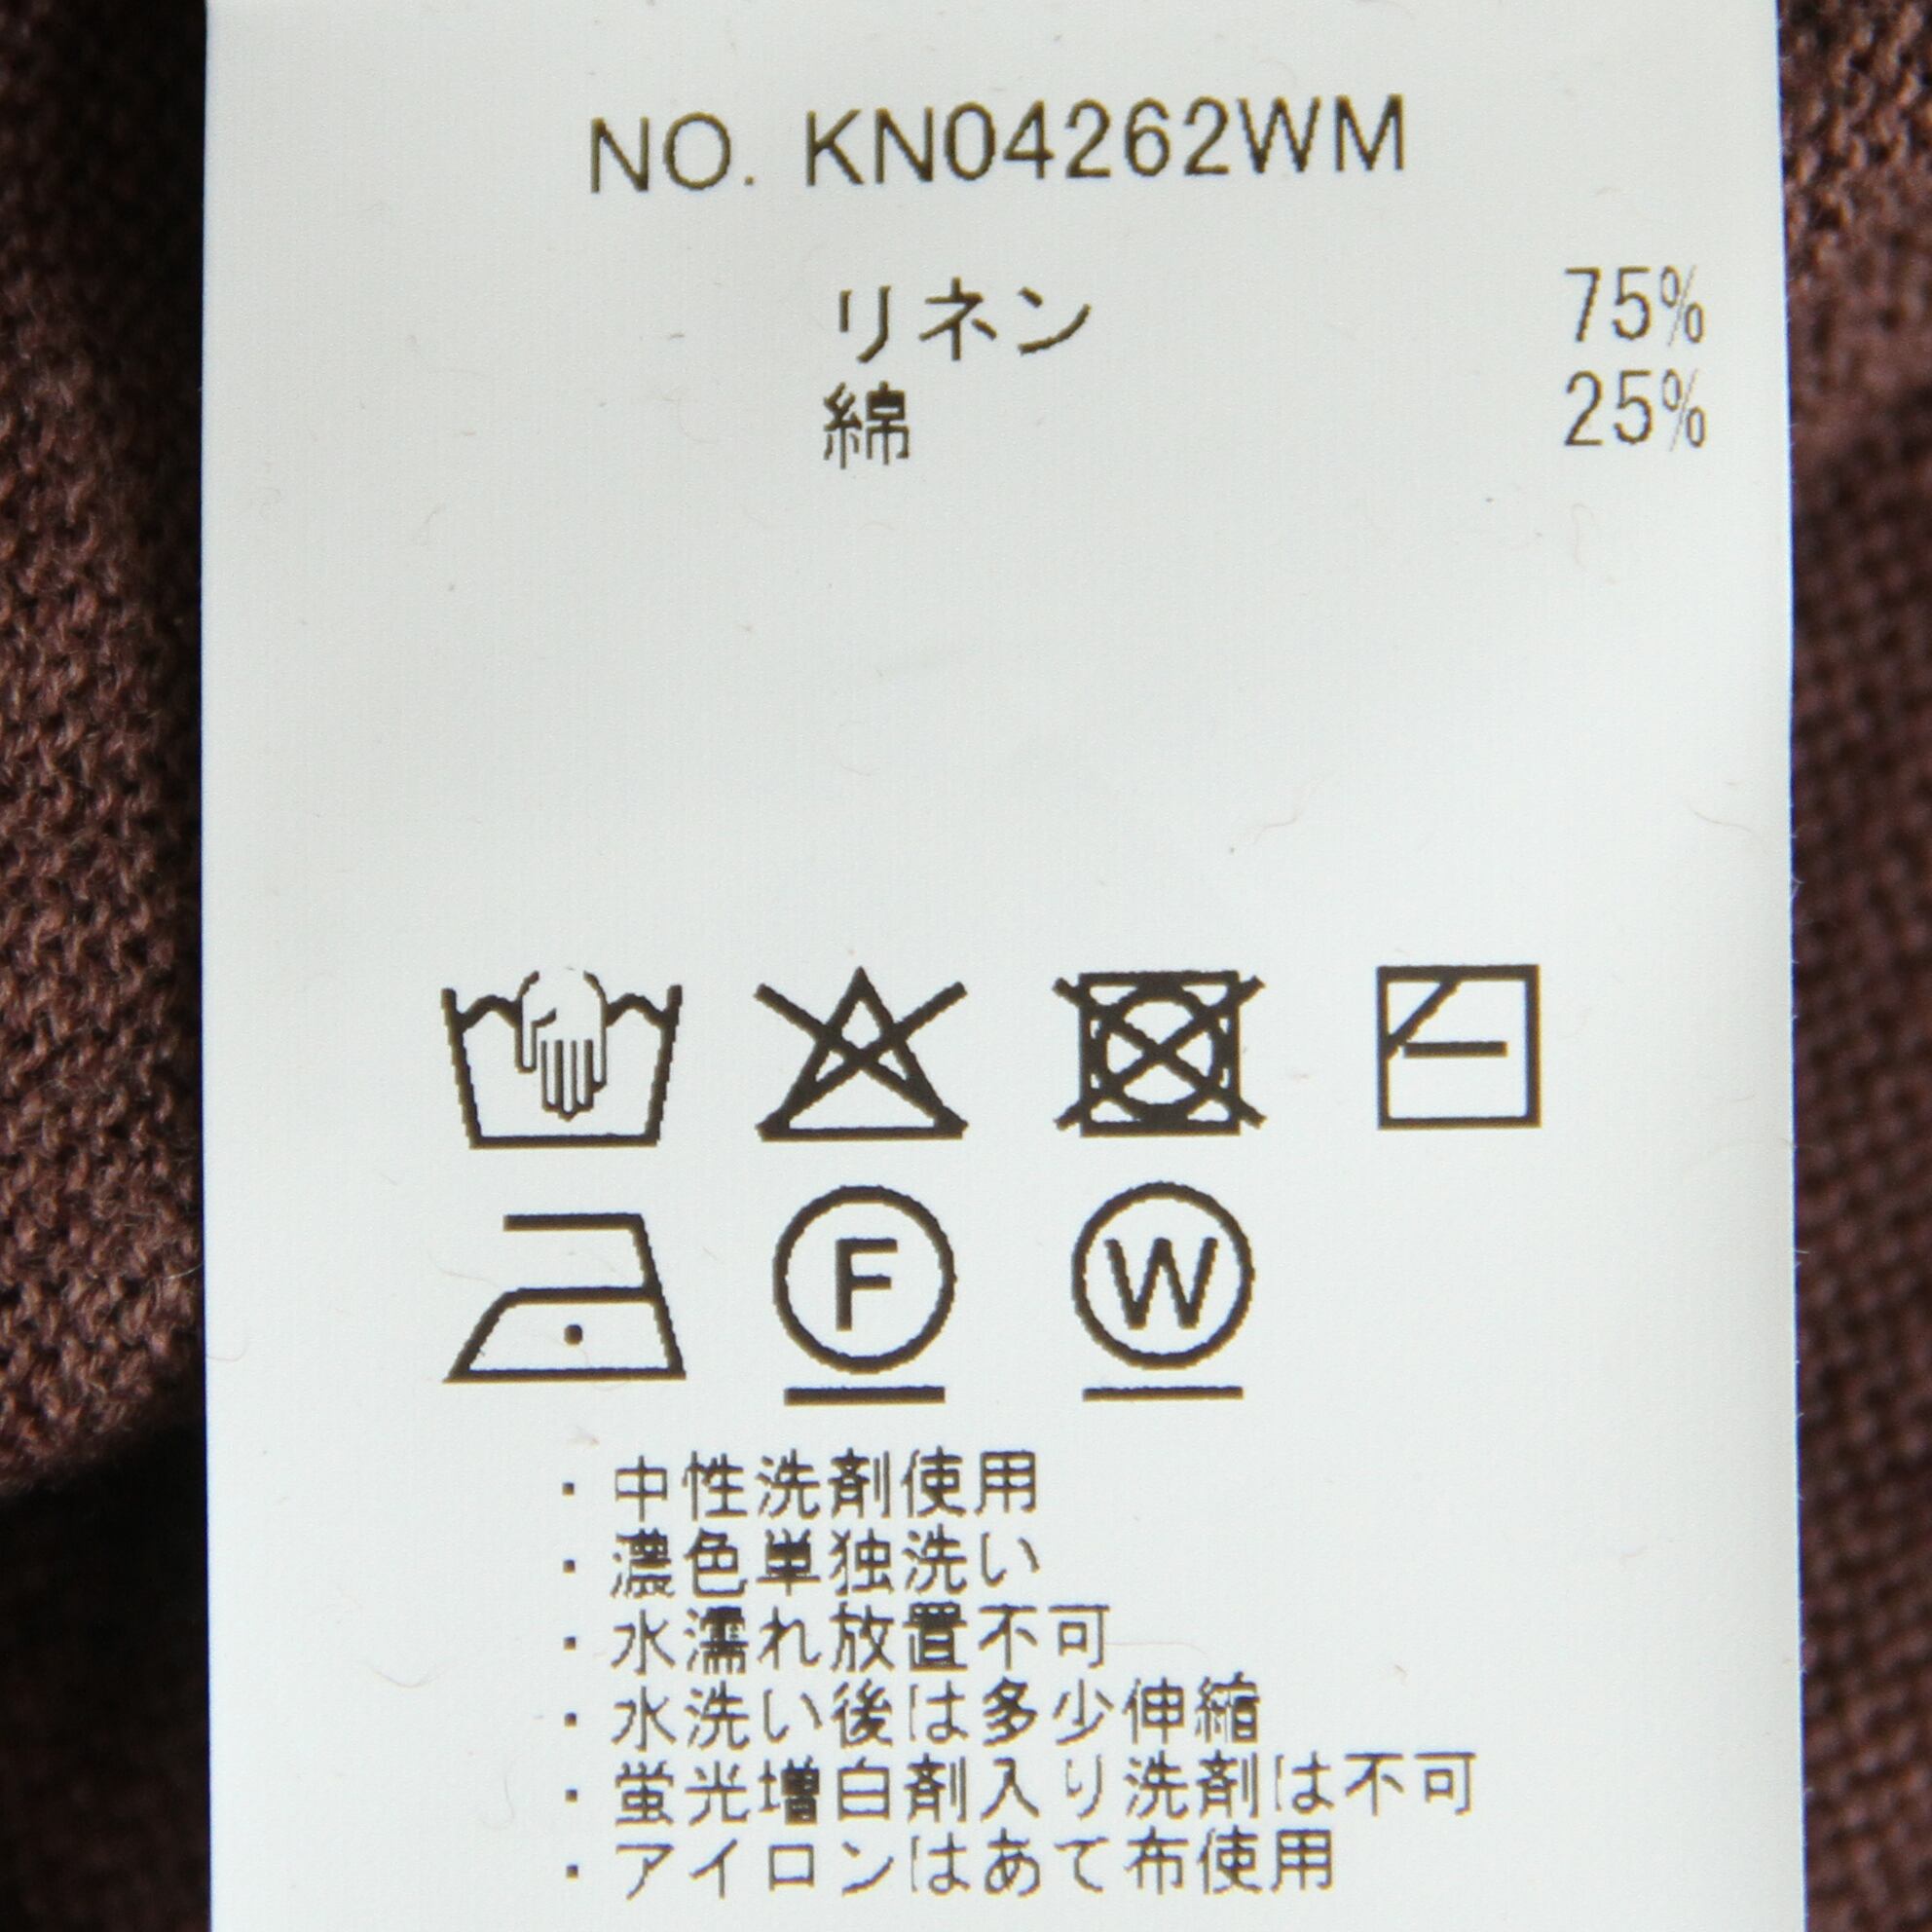 NO. KN04262WM
リネン 75%
綿 25%
F W
・中性洗剤使用
・濃色単独洗い
・水濡れ放置不可
・水洗い後は多少伸縮
・蛍光増白剤入り洗剤は不可
・アイロンはあて布使用